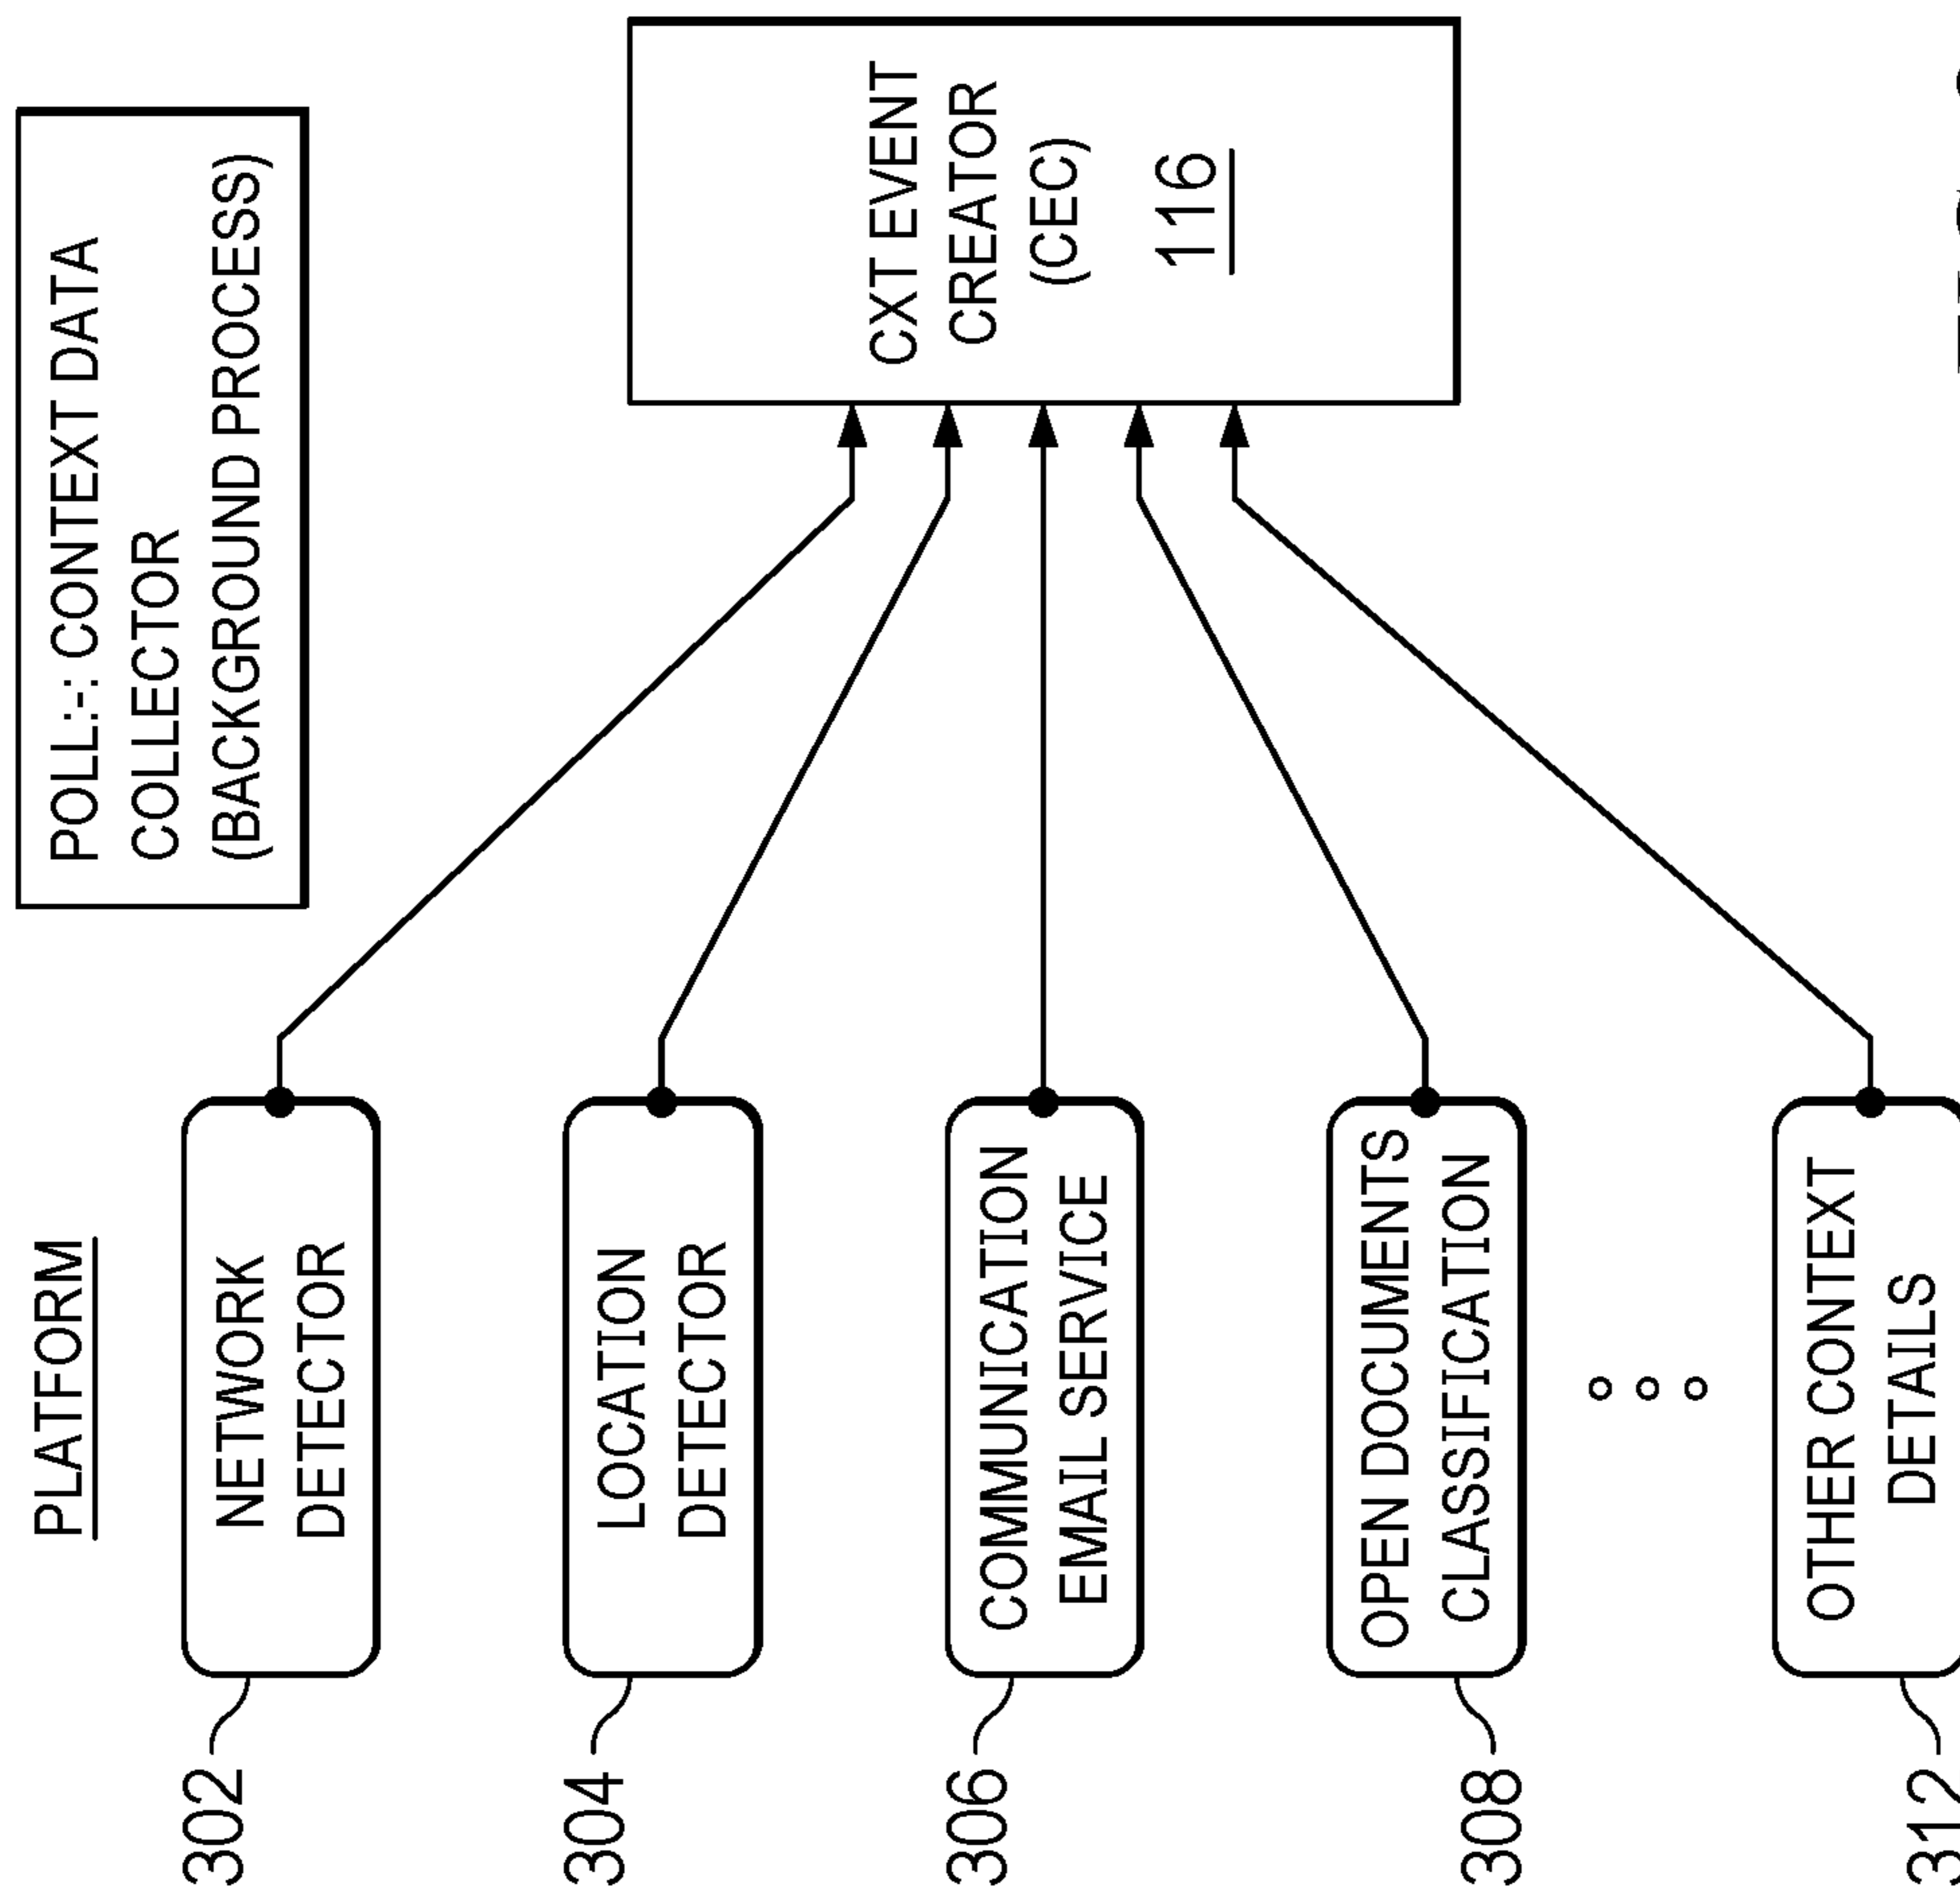 PLATFORM
POLL:-: CONTEXT DATA
COLLECTOR
(BACKGROUND PROCESS)
302
NETWORK
DETECTOR
304
LOCATION
DETECTOR
306
COMMUNICATION
EMAIL SERVICE
308
OPEN DOCUMENTS
CLASSIFICATION
312
OTHER CONTEXT
DETAILS
CXT EVENT
CREATOR
(CEC)
116